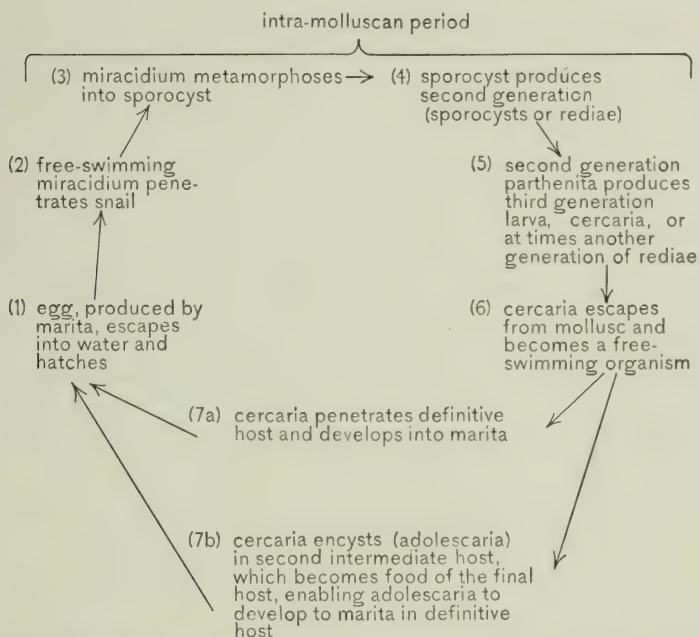 intra-molluscan period
(3) miracidium metamorphoses
into sporocyst
(4) sporocyst produces
second generation
(sporocysts or rediae)
(2) free-swimming
miracidium pene-
trates snail
(5) second generation
parthenita produces
third generation
larva, cercaria, or
at times another
generation of rediae
(1) egg, produced by
marita, escapes
into water and
hatches
(6) cercaria escapes
from mollusc and
becomes a free-
swimming organism
(7a) cercaria penetrates definitive
host and develops into marita
(7b) cercaria encysts (adolescaria)
in second intermediate host,
which becomes food of the final
host, enabling adolescaria to
develop to marita in definitive
host